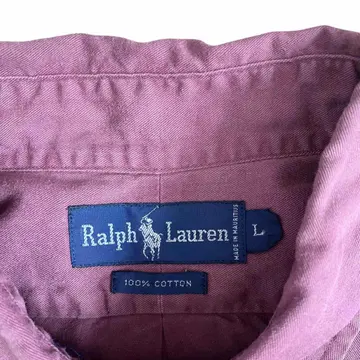 Ralph Lauren
MADE IN MAURITIUS
L
100% COTTON